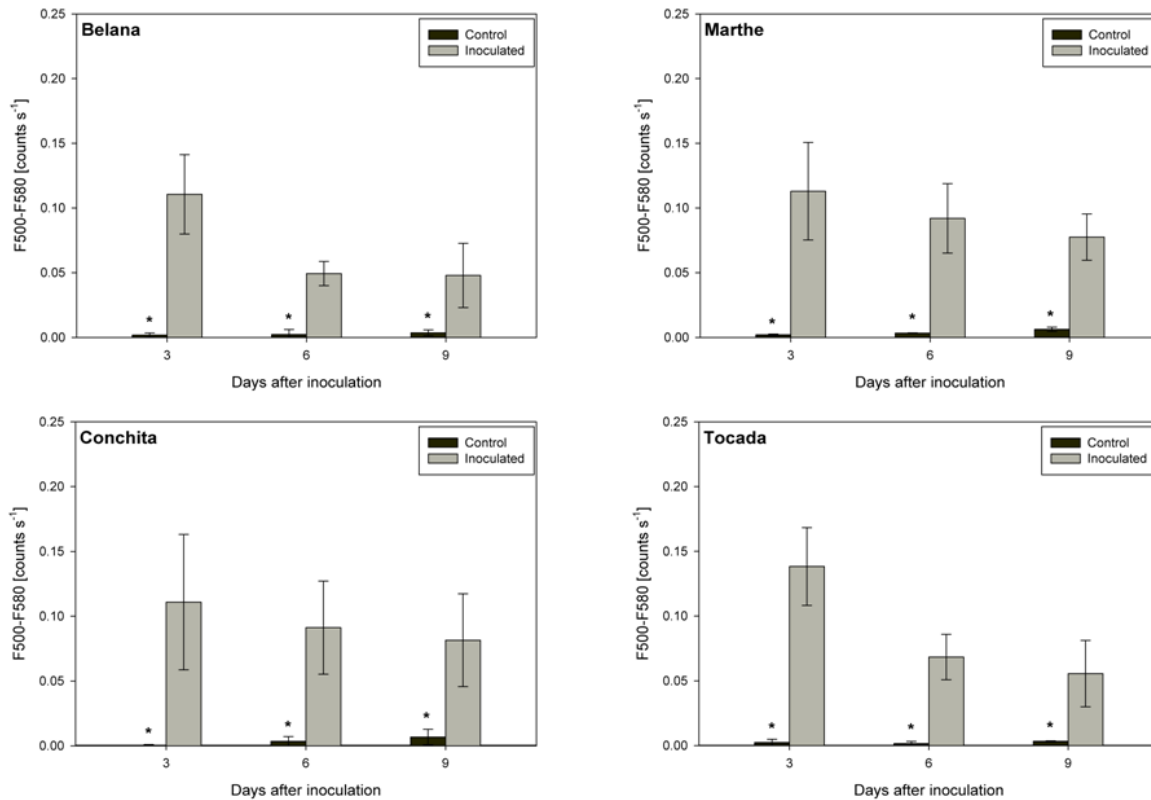 Belana
Control
Inoculated
F500-F580 [counts s⁻¹]
0.25
0.20
0.15
0.10
0.05
0.00
*
*
*
3
6
9
Days after inoculation
Marthe
Control
Inoculated
F500-F580 [counts s⁻¹]
0.25
0.20
0.15
0.10
0.05
0.00
*
*
*
3
6
9
Days after inoculation
Conchita
Control
Inoculated
F500-F580 [counts s⁻¹]
0.25
0.20
0.15
0.10
0.05
0.00
*
*
*
3
6
9
Days after inoculation
Tocada
Control
Inoculated
F500-F580 [counts s⁻¹]
0.25
0.20
0.15
0.10
0.05
0.00
*
*
*
3
6
9
Days after inoculation